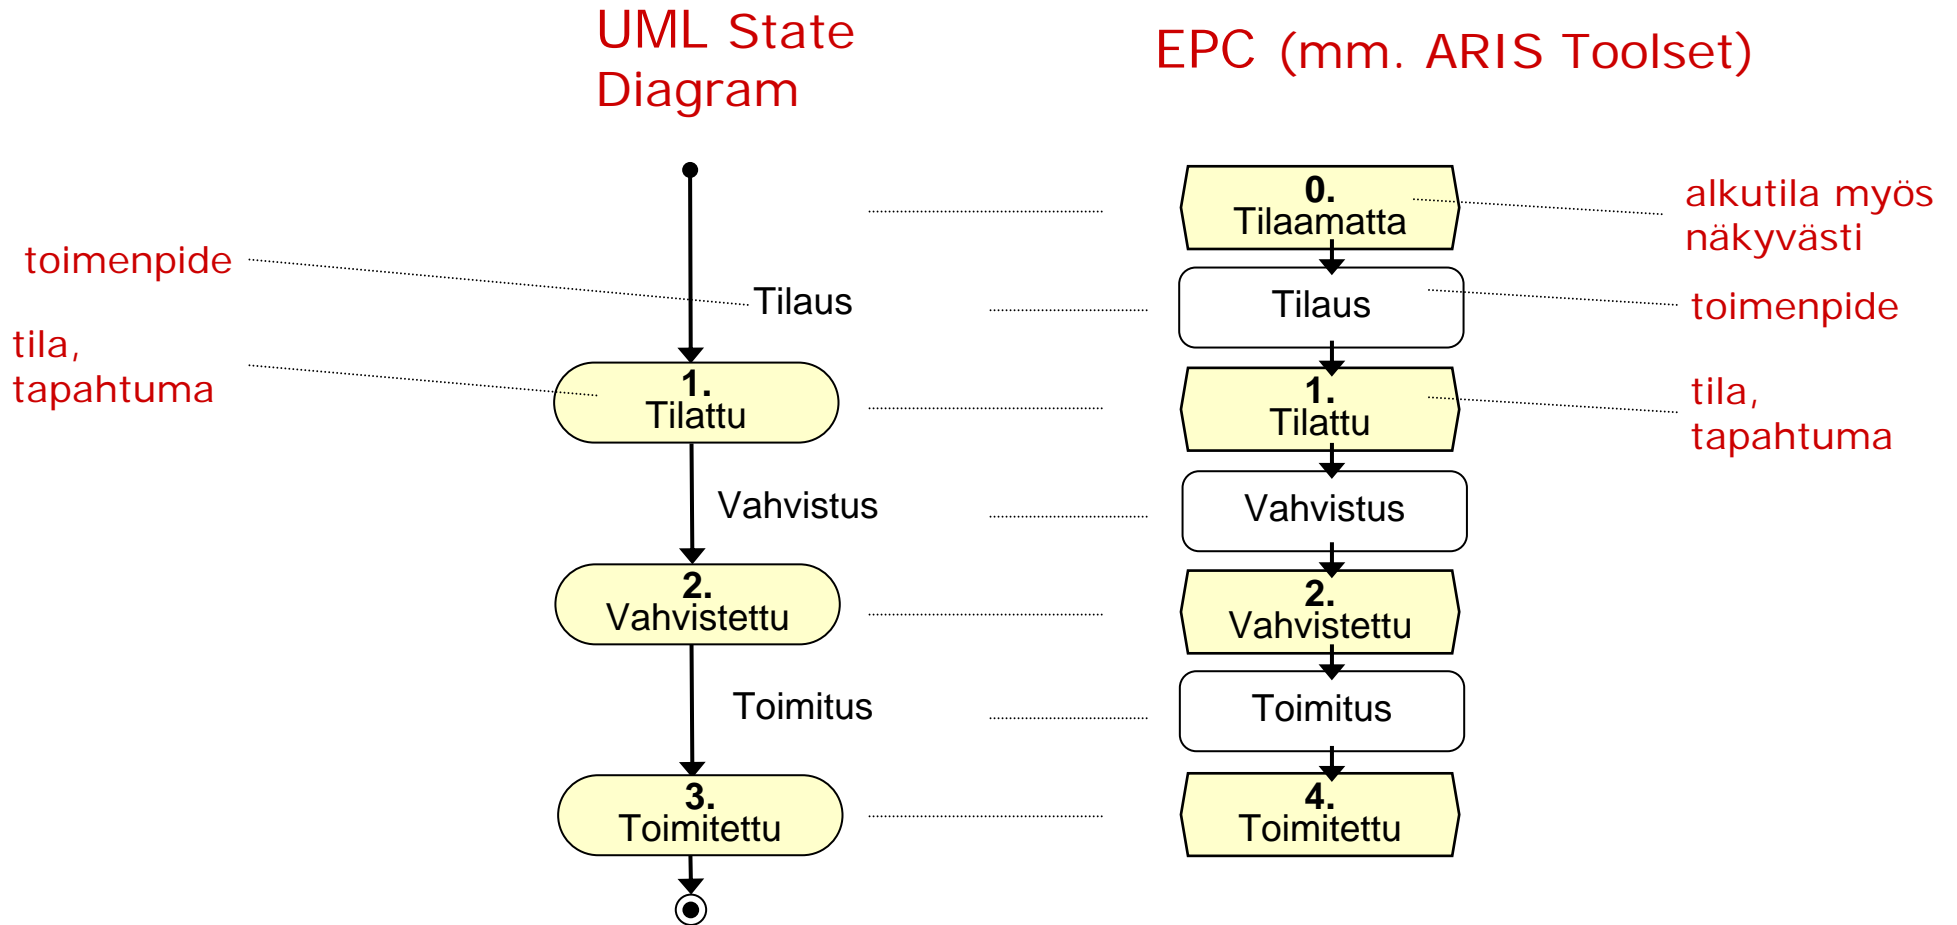 UML State
Diagram
EPC (mm. ARIS Toolset)
toimenpide
tila,
tapahtuma
Tilaus
1.
Tilattu
Vahvistus
2.
Vahvistettu
Toimitus
3.
Toimitettu
0.
Tilaamatta
Tilaus
1.
Tilattu
Vahvistus
2.
Vahvistettu
Toimitus
4.
Toimitettu
alkutila myös
näkyvästi
toimenpide
tila,
tapahtuma